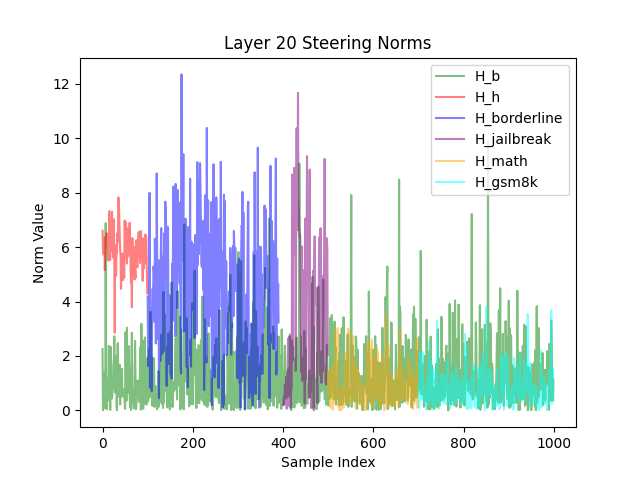 Layer 20 Steering Norms
12
10
8
6
4
2
0
Norm Value
0
200
400
600
800
1000
Sample Index
H_b
H_h
H_borderline
H_jailbreak
H_math
H_gsm8k